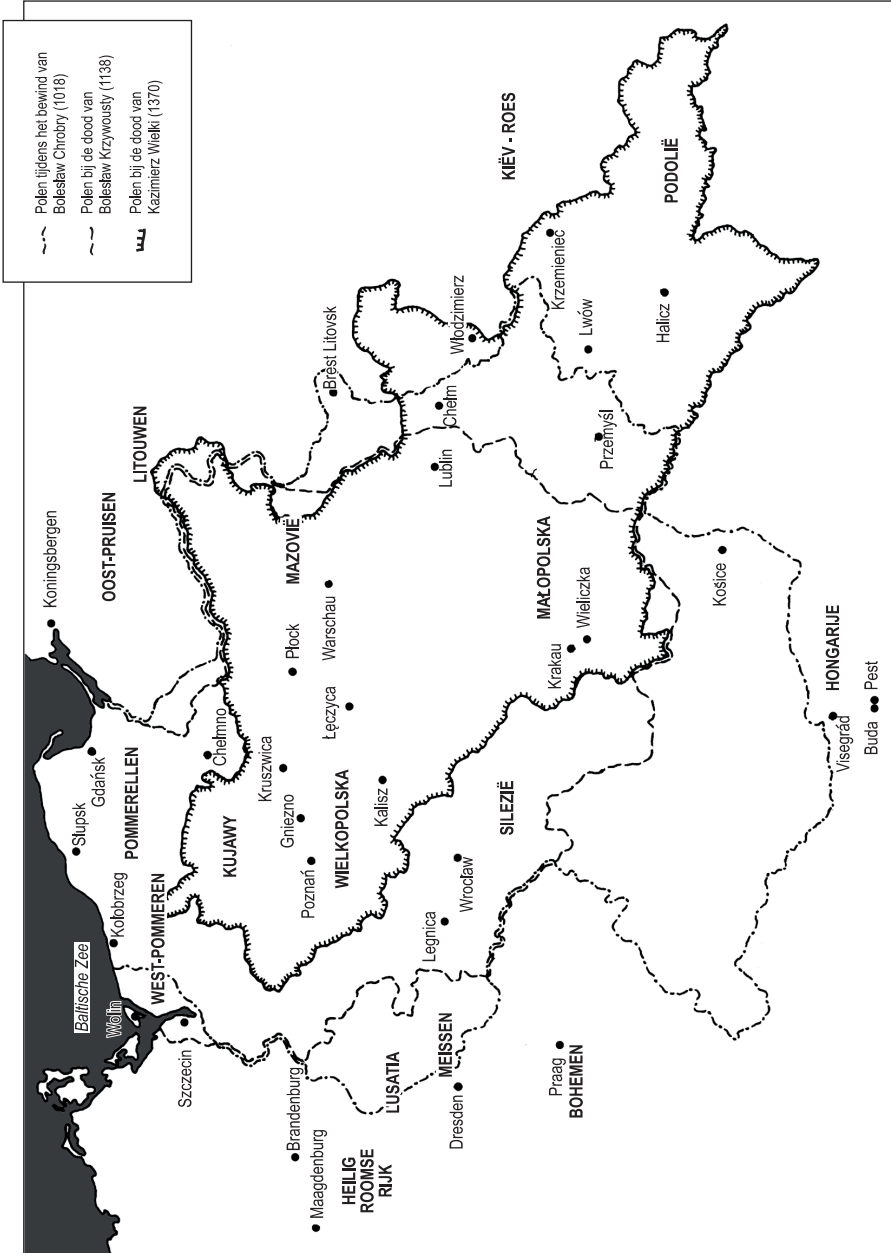 Polen tijdens het bewind van
Bolesław Chrobry (1018)
Polen bij de dood van
Bolesław Krzywousty (1138)
Polen bij de dood van
Kazimierz Wielki (1370)
Baltische Zee
Koningsbergen
OOST-PRUISEN
LITOUWEN
Słupsk
Gdańsk
Kołobrzeg
POMMERELLEN
Wolin
WEST-POMMEREN
Szczecin
Chełmno
KUJAWY
Kruszwica
Płock
MAZOVIË
Gniezno
Poznań
Brandenburg
Maagdenburg
WIELKOPOLSKA
Warschau
Brest Litovsk
Łęczyca
HEILIG
ROOMSE
RIJK
LUSATIA
Kalisz
Legnica
Wrocław
Lublin
Chełm
Włodzimierz
KIËV - ROES
MEISSEN
Dresden
SILEZIË
Praag
BOHEMEN
Krakau
Wieliczka
MAŁOPOLSKA
Przemyśl
Lwów
Krzemienieć
Halicz
PODOLIË
Košice
HONGARIJE
Visegrád
Buda
Pest